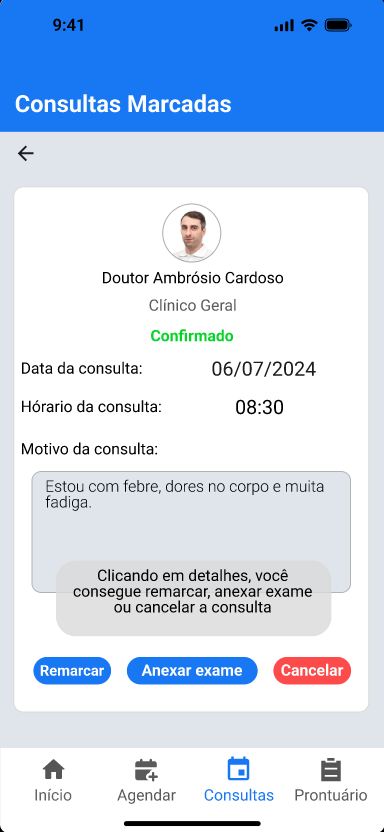 9:41
Consultas Marcadas
Doutor Ambrósio Cardoso
Clínico Geral
Confirmado
Data da consulta: 06/07/2024
Hórario da consulta: 08:30
Motivo da consulta:
Estou com febre, dores no corpo e muita
fadiga.
Clicando em detalhes, você
consegue remarcar, anexar exame
ou cancelar a consulta
Remarcar Anexar exame Cancelar
Início Agendar Consultas Prontuário